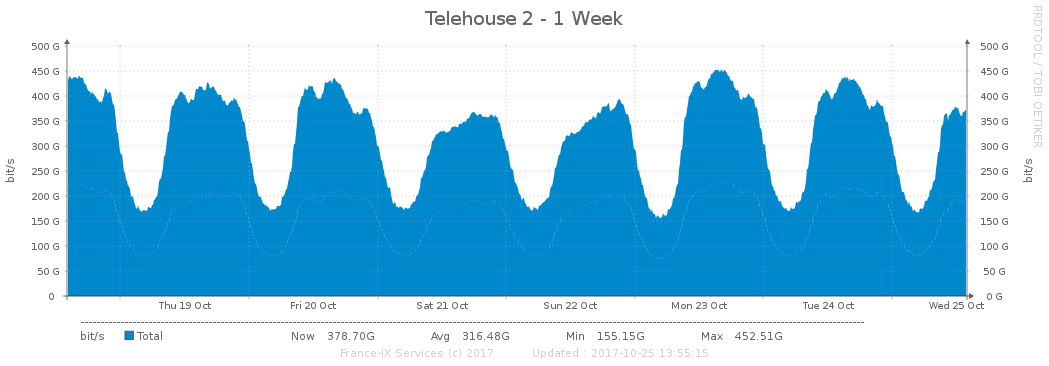 Telehouse 2 - 1 Week
RRDTOOL / TOBI OETIKER
500 G 500 G
450 G 450 G
400 G 400 G
350 G 350 G
300 G 300 G
250 G 250 G
200 G 200 G
150 G 150 G
100 G 100 G
50 G 50 G
0 0 G
bit/s
bit/s
Thu 19 Oct Fri 20 Oct Sat 21 Oct Sun 22 Oct Mon 23 Oct Tue 24 Oct Wed 25 Oct
bit/s Total Now 378.70G Avg 316.48G Min 155.15G Max 452.51G
France-IX Services (c) 2017 Updated : 2017-10-25 13:55:15